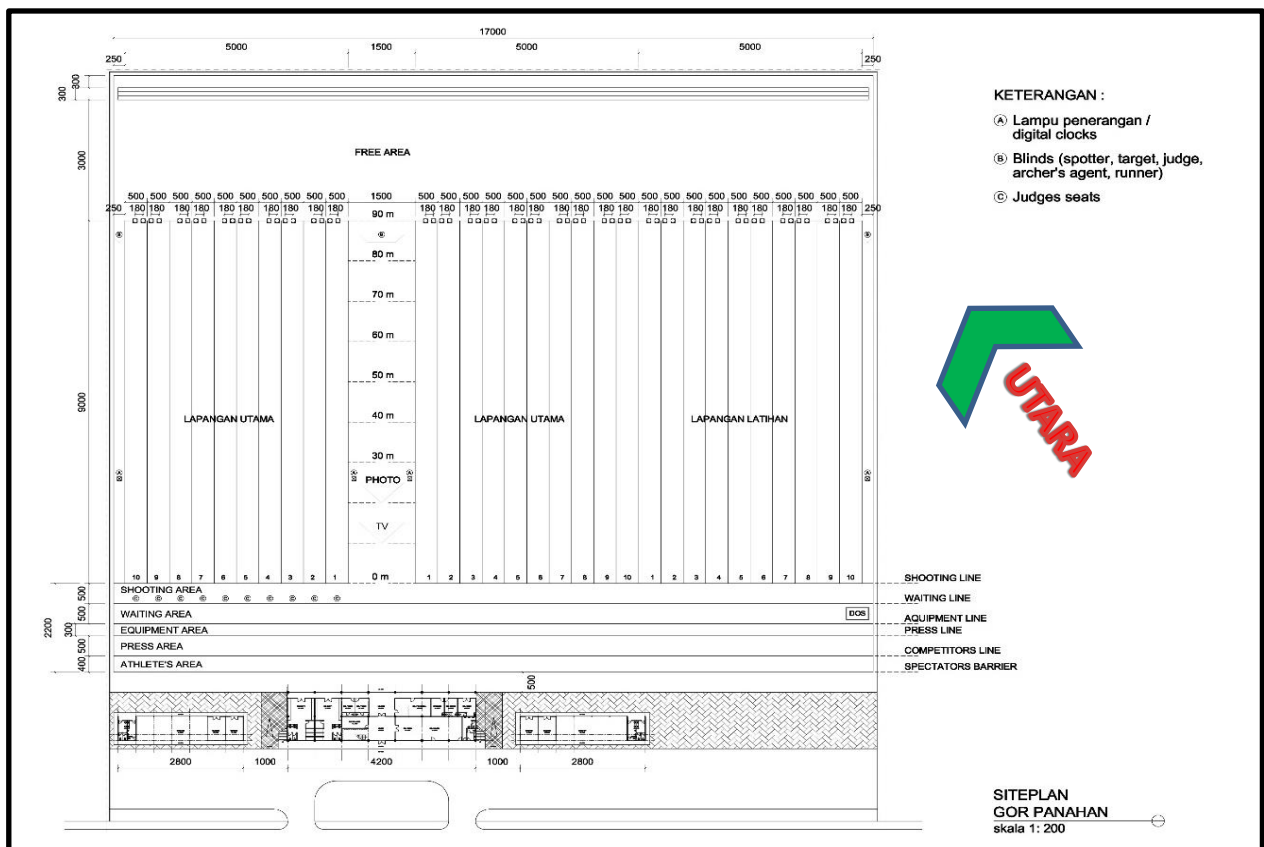 17000
5000 1500 5000 5000
250 250
300
300
KETERANGAN :
Ⓐ Lampu penerangan /
digital clocks
Ⓑ Blinds (spotter, target, judge,
archer's agent, runner)
Ⓒ Judges seats
FREE AREA
3000
500 500 500 500 500 500 500 500 500 500 1500 500 500 500 500 500 500 500 500 500 500 500 500 500 500 500 500 500 500 500 500
250 180 180 180 180 180 180 180 180 180 180 90 m 180 180 180 180 180 180 180 180 180 180 180 180 180 180 180 180 180 180 180 180 250
80 m
70 m
60 m
50 m
40 m
30 m
9000
LAPANGAN UTAMA
LAPANGAN UTAMA
LAPANGAN LATIHAN
UTARA
PHOTO
TV
10 9 8 7 6 5 4 3 2 1 0 m 1 2 3 4 5 6 7 8 9 10 1 2 3 4 5 6 7 8 9 10
SHOOTING AREA
SHOOTING LINE
500
Ⓒ Ⓒ Ⓒ Ⓒ Ⓒ Ⓒ Ⓒ Ⓒ Ⓒ Ⓒ
WAITING LINE
WAITING AREA
DOS
500
AQUIPMENT LINE
2200
300
EQUIPMENT AREA
PRESS LINE
PRESS AREA
500
COMPETITORS LINE
ATHLETE'S AREA
400
SPECTATORS BARRIER
500
2800 1000 4200 1000 2800
SITEPLAN
GOR PANAHAN
skala 1: 200